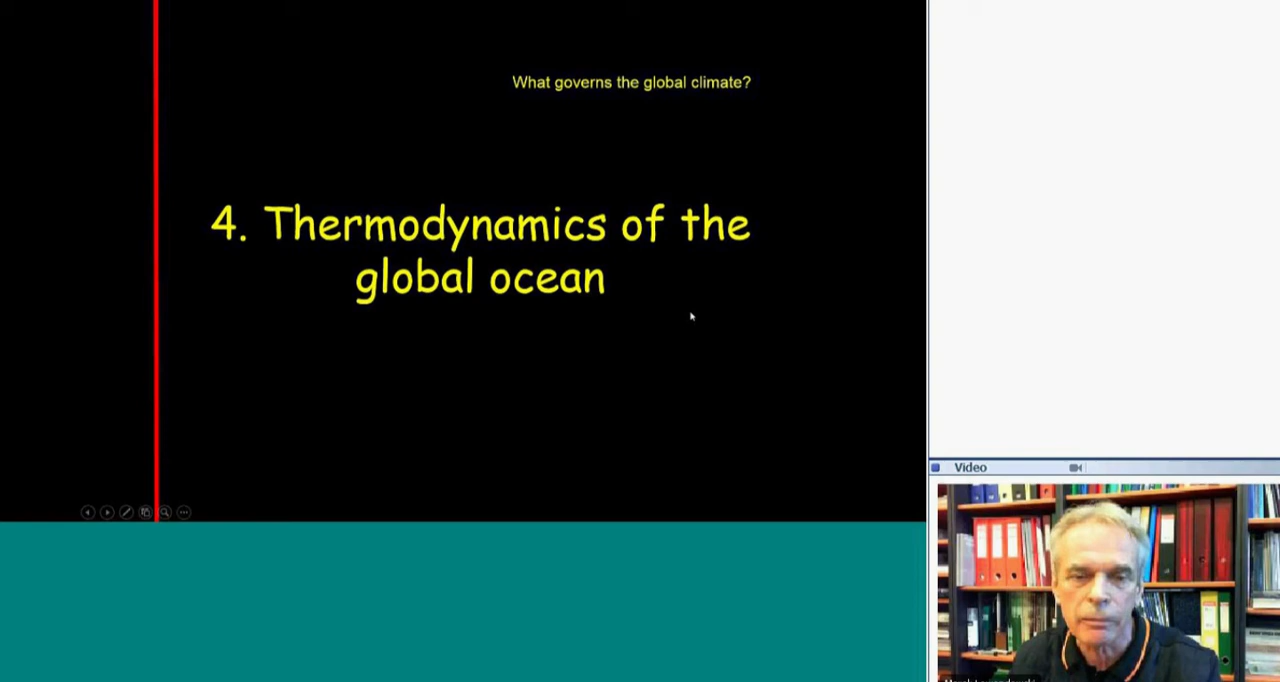 What governs the global climate?
4. Thermodynamics of the
global ocean
Video